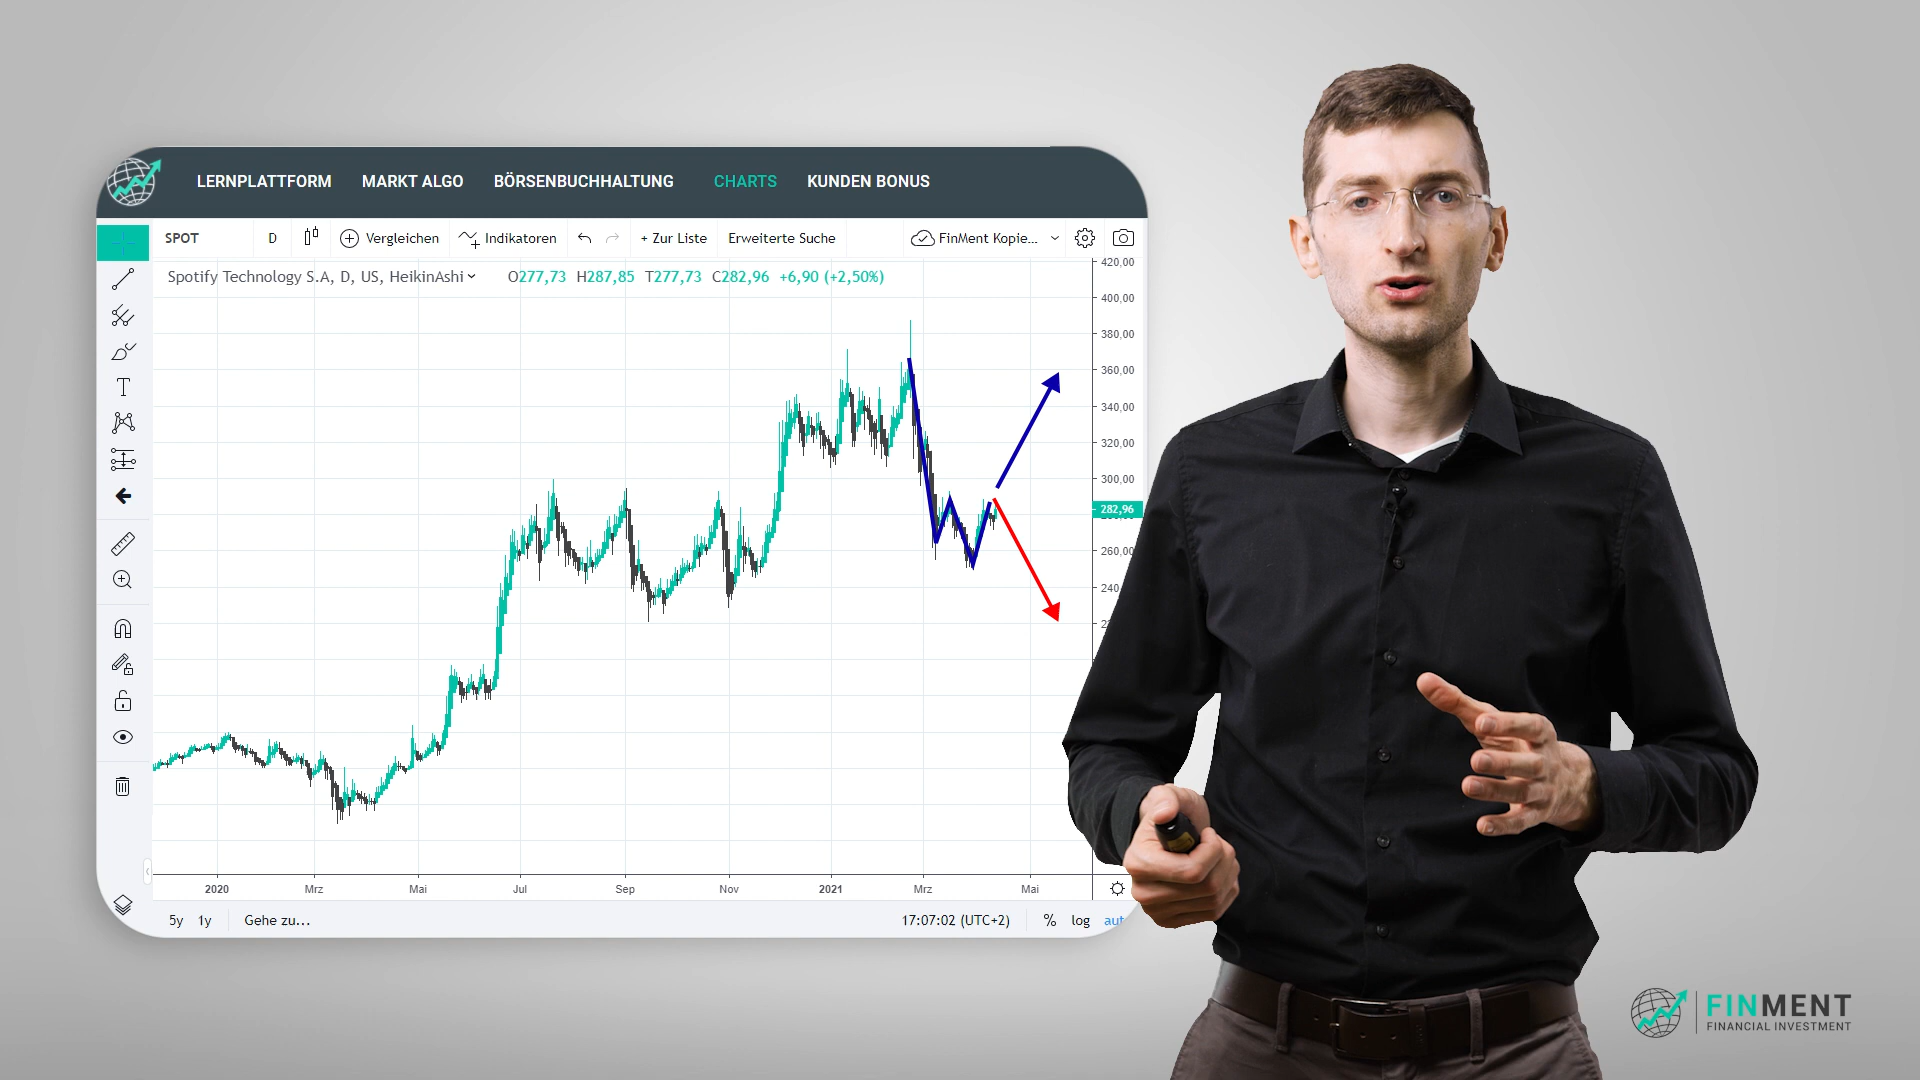 LERNPLATTFORM MARKT ALGO BÖRSENBUCHHALTUNG CHARTS KUNDEN BONUS
SPOT D Vergleichen Indikatoren + Zur Liste Erweiterte Suche FinMent Kopie...
Spotify Technology S.A, D, US, HeikinAshi O277,73 H287,85 T277,73 C282,96 +6,90 (+2,50%)
420,00
400,00
380,00
360,00
340,00
320,00
300,00
282,96
260,00
240
2020 Mrz Mai Jul Sep Nov 2021 Mrz Mai
5y 1y Gehe zu... 17:07:02 (UTC+2) % log aut
FINMENT
FINANCIAL INVESTMENT